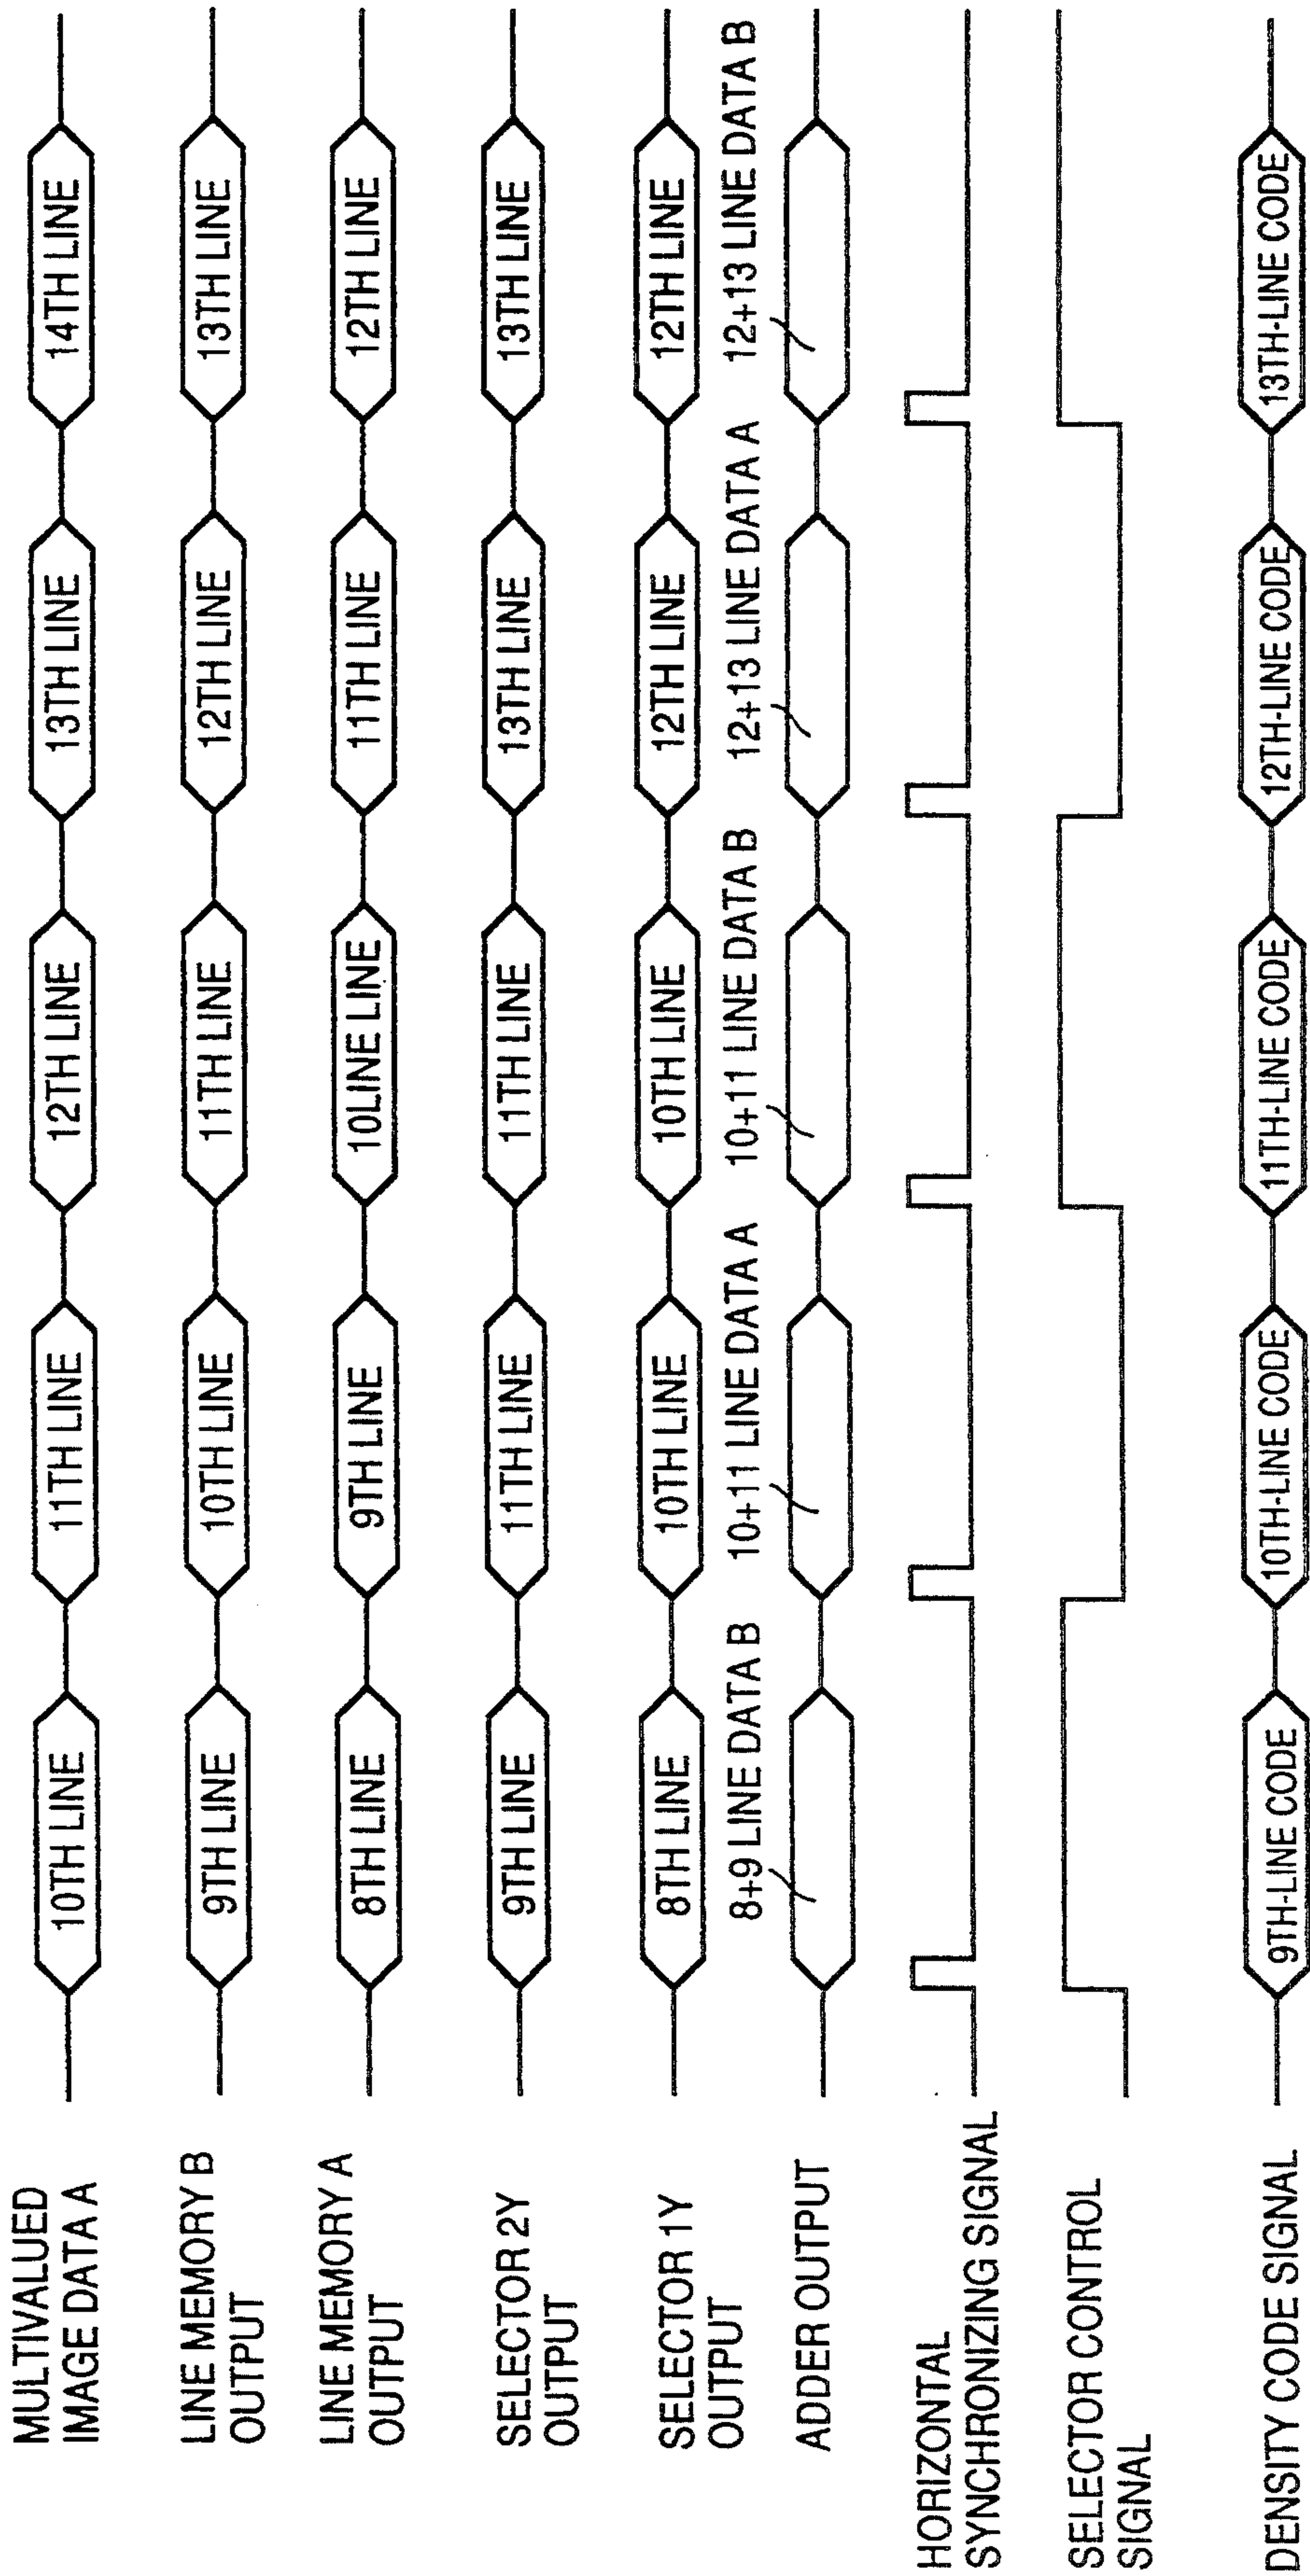 MULTIVALUED
IMAGE DATA A
10TH LINE
11TH LINE
12TH LINE
13TH LINE
14TH LINE
LINE MEMORY B
OUTPUT
9TH LINE
10TH LINE
11TH LINE
12TH LINE
13TH LINE
LINE MEMORY A
OUTPUT
8TH LINE
9TH LINE
10LINE LINE
11TH LINE
12TH LINE
SELECTOR 2Y
OUTPUT
9TH LINE
11TH LINE
11TH LINE
13TH LINE
13TH LINE
SELECTOR 1Y
OUTPUT
8TH LINE
10TH LINE
10TH LINE
12TH LINE
12TH LINE
8+9 LINE DATA B
10+11 LINE DATA A
10+11 LINE DATA B
12+13 LINE DATA A
12+13 LINE DATA B
ADDER OUTPUT
HORIZONTAL
SYNCHRONIZING SIGNAL
SELECTOR CONTROL
SIGNAL
DENSITY CODE SIGNAL
9TH-LINE CODE
10TH-LINE CODE
11TH-LINE CODE
12TH-LINE CODE
13TH-LINE CODE